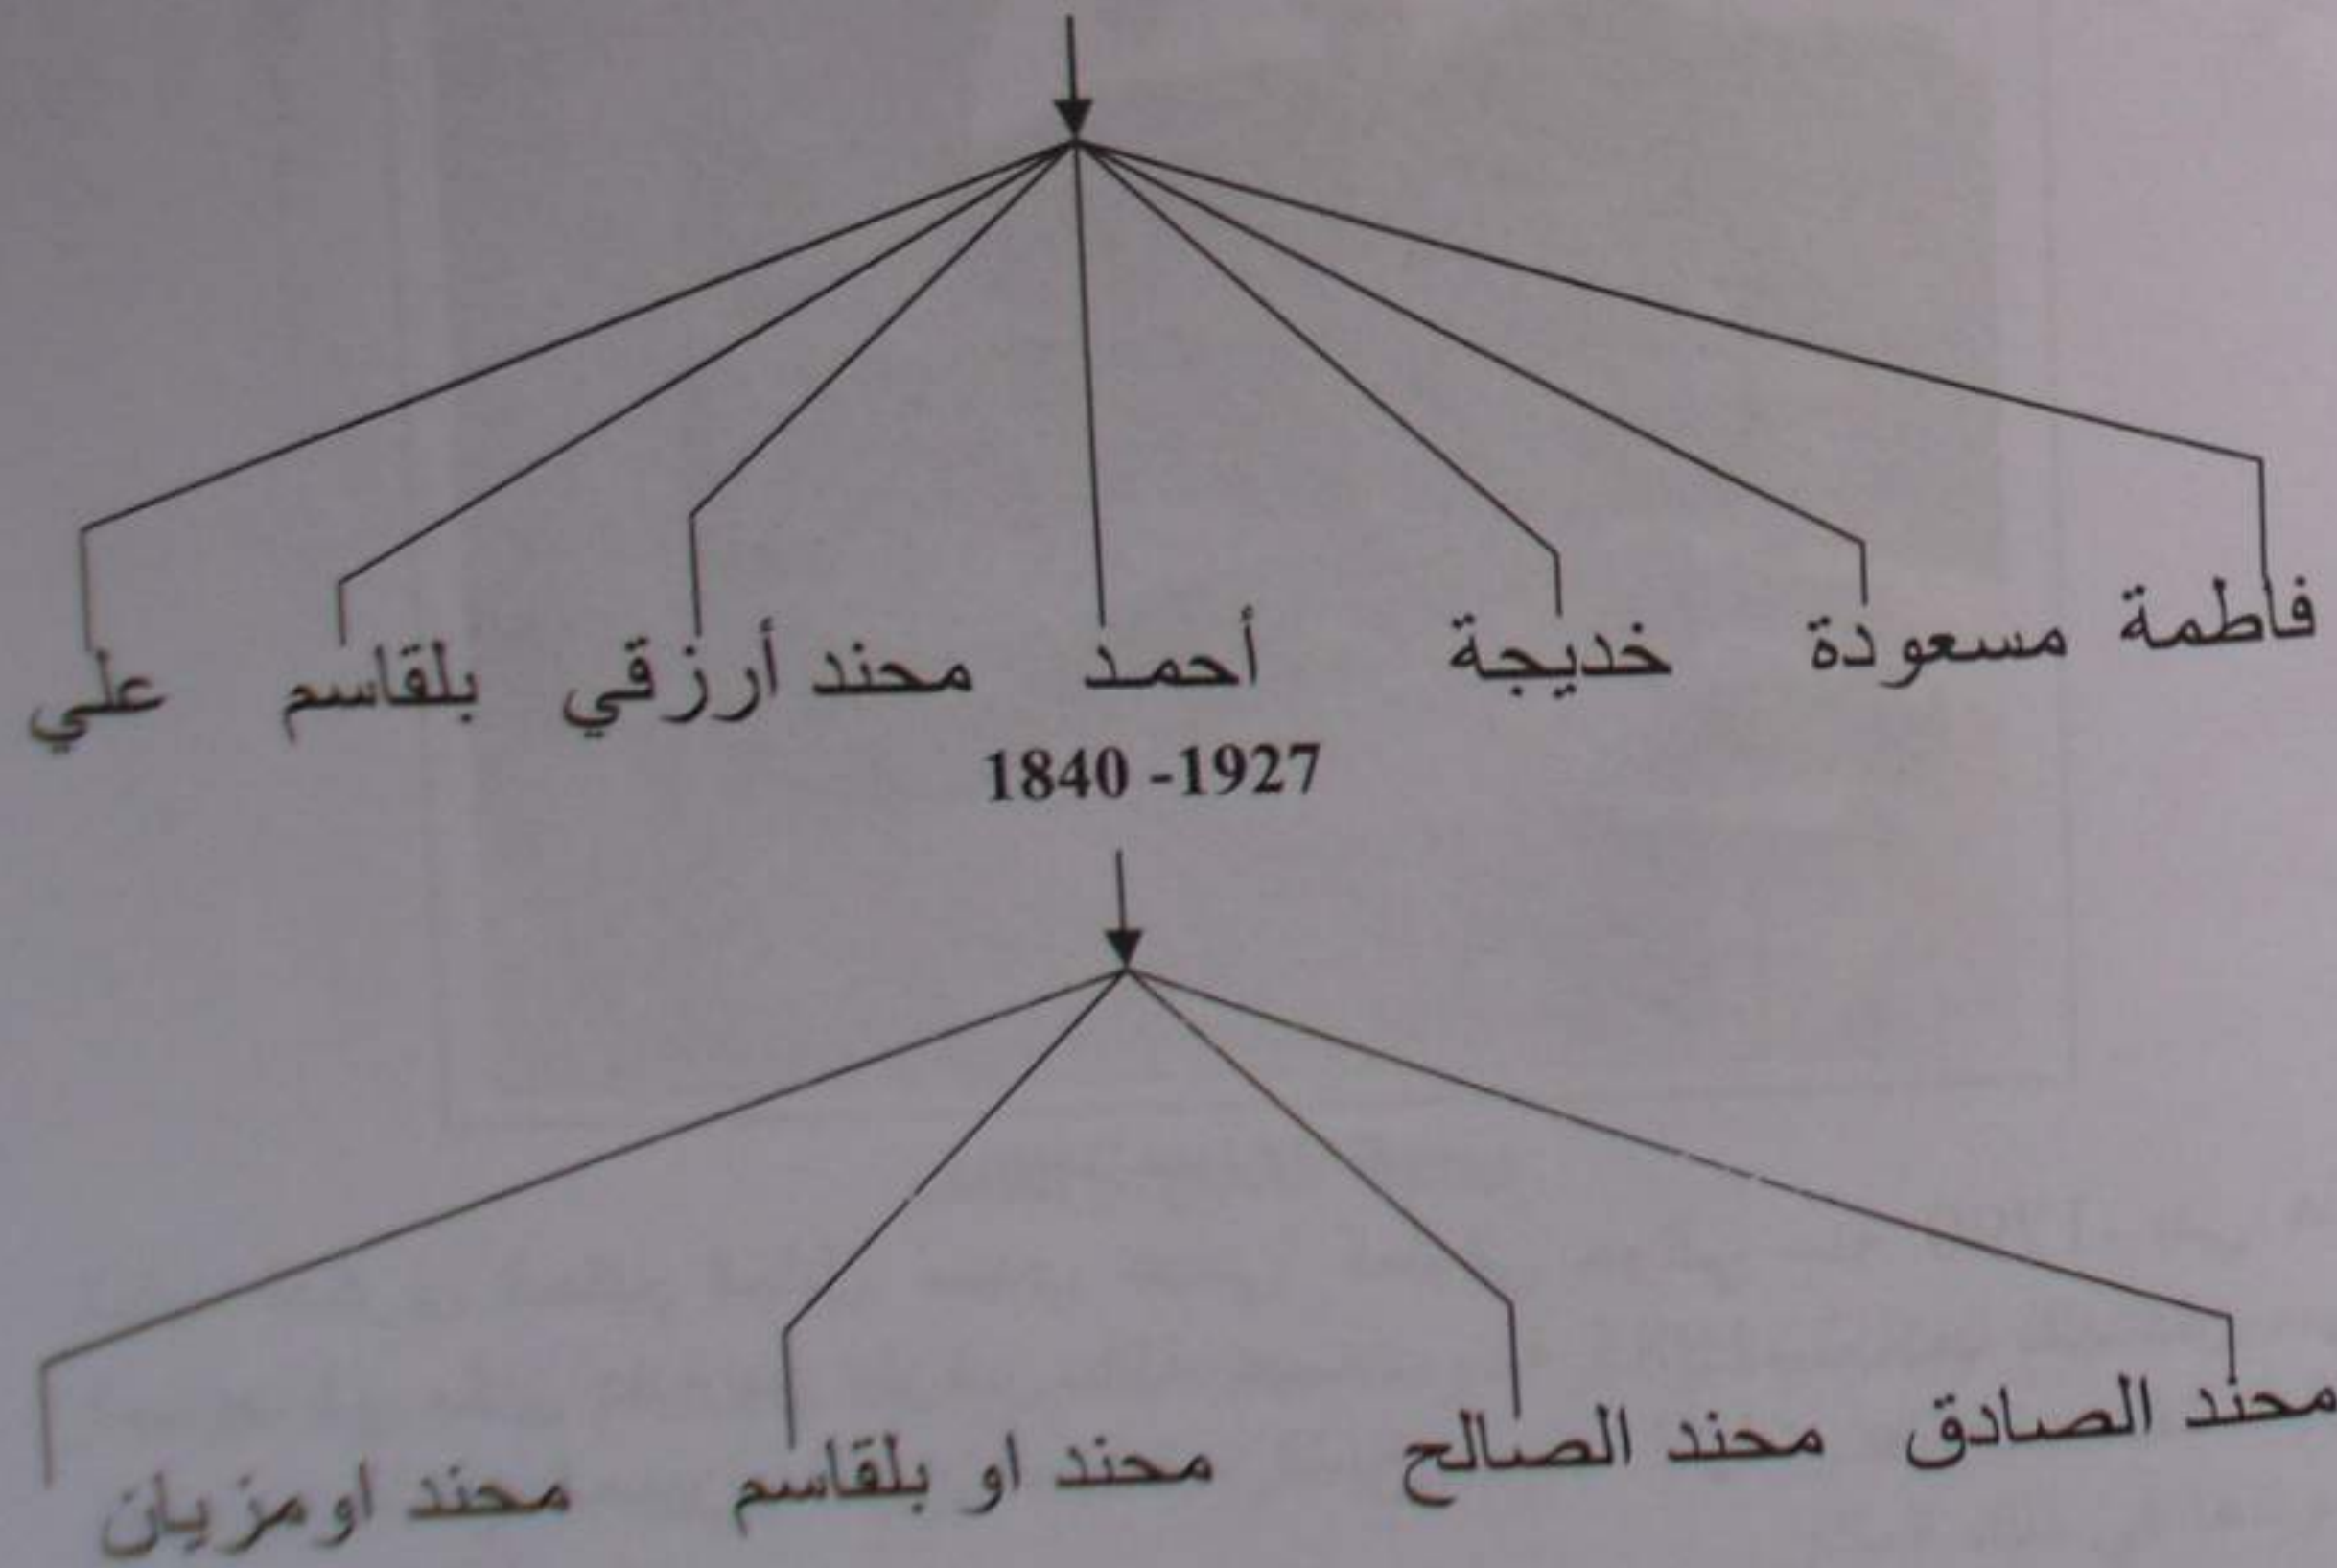 فاطمة مسعودة خديجة أحمد محند أرزقي بلقاسم علي
1840 -1927
محند الصادق محند الصالح محند او بلقاسم محند اومزيان